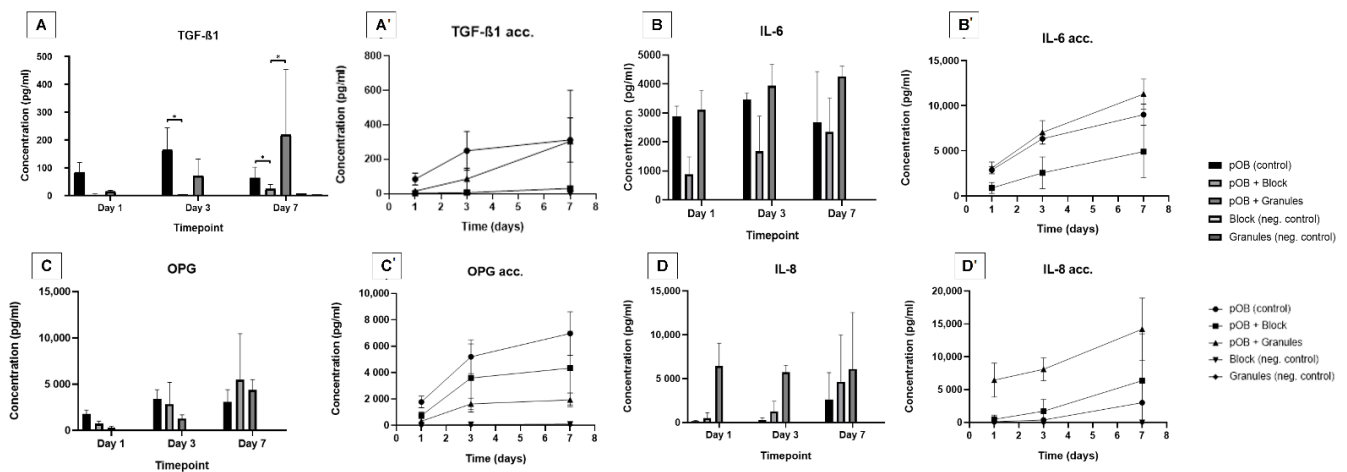 A
TGF-ß1
Concentration (pg/ml)
500
400
300
200
100
0
*
*
*
Day 1
Day 3
Day 7
Timepoint
A'
TGF-ß1 acc.
Concentration (pg/ml)
800
600
400
200
0
0 1 2 3 4 5 6 7 8
Time (days)
B
IL-6
Concentration (pg/ml)
5000
4000
3000
2000
1000
0
Day 1
Day 3
Day 7
Timepoint
B'
IL-6 acc.
Concentration (pg/ml)
15,000
10,000
5 000
0
0 1 2 3 4 5 6 7 8
Time (days)
pOB (control)
pOB + Block
pOB + Granules
Block (neg. control)
Granules (neg. control)
C
OPG
Concentration (pg/ml)
15,000
10,000
5 000
0
Day 1
Day 3
Day 7
Timepoint
C'
OPG acc.
Concentration (pg/ml)
10,000
8 000
6 000
4 000
2 000
0
0 1 2 3 4 5 6 7 8
Time (days)
D
IL-8
Concentration (pg/ml)
15,000
10,000
5 000
0
Day 1
Day 3
Day 7
Timepoint
D'
IL-8 acc.
Concentration (pg/ml)
20,000
15,000
10,000
5 000
0
0 1 2 3 4 5 6 7 8
Time (days)
pOB (control)
pOB + Block
pOB + Granules
Block (neg. control)
Granules (neg. control)